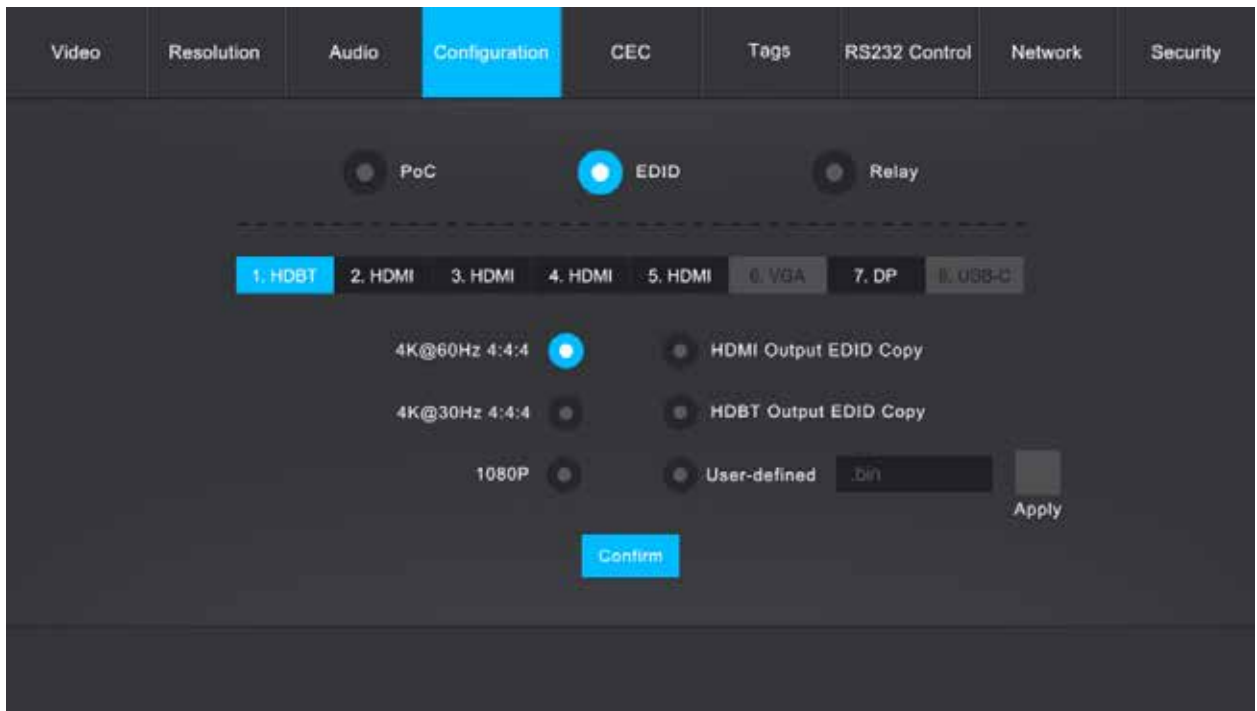 Video Resolution Audio Configuration CEC Tags RS232 Control Network Security
PoC EDID Relay
1. HDBT 2. HDMI 3. HDMI 4. HDMI 5. HDMI 6. VGA 7. DP 8. USB-C
4K@60Hz 4:4:4 HDMI Output EDID Copy
4K@30Hz 4:4:4 HDBT Output EDID Copy
1080P User-defined .bin
Apply
Confirm